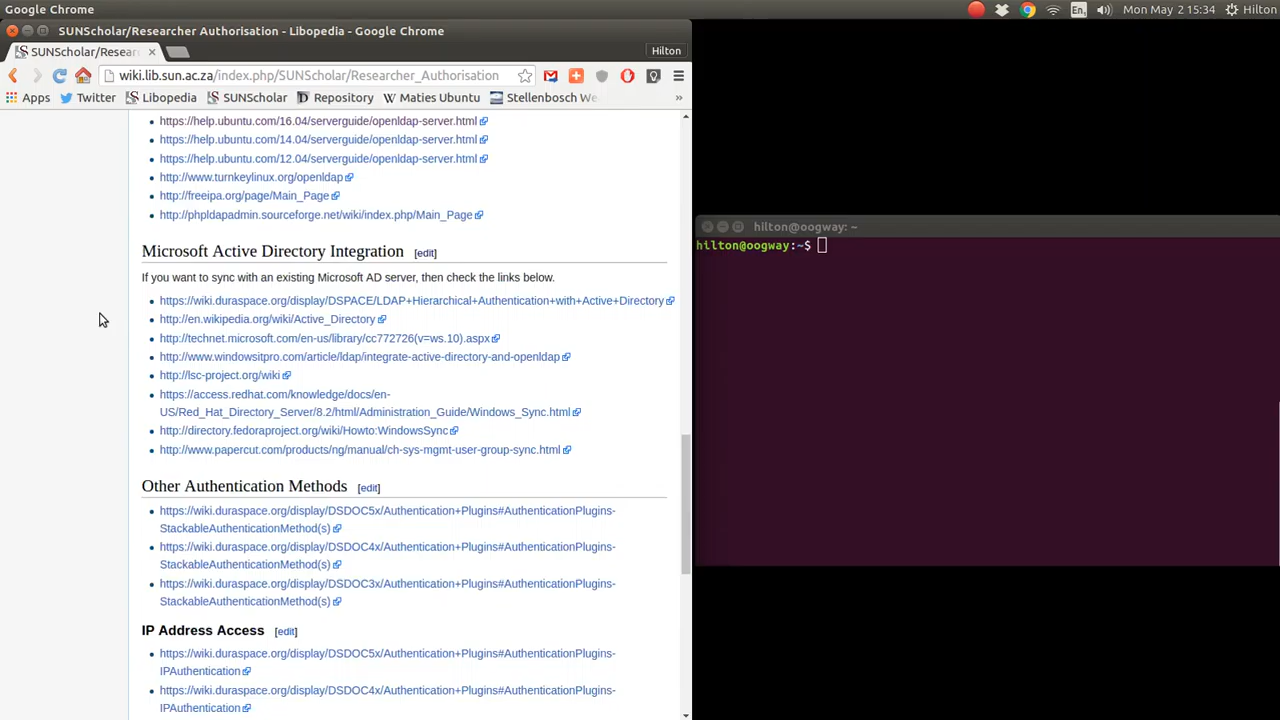 Google Chrome
En
Mon May 2 15:34
Hilton
SUNScholar/Researcher Authorisation - Libopedia - Google Chrome
SUNScholar/Resear
Hilton
wiki.lib.sun.ac.za/index.php/SUNScholar/Researcher_Authorisation
Apps
Twitter
Libopedia
SUNScholar
Repository
Maties Ubuntu
Stellenbosch We
»
https://help.ubuntu.com/16.04/serverguide/openldap-server.html
https://help.ubuntu.com/14.04/serverguide/openldap-server.html
https://help.ubuntu.com/12.04/serverguide/openldap-server.html
http://www.turnkeylinux.org/openldap
http://freeipa.org/page/Main_Page
http://phpldapadmin.sourceforge.net/wiki/index.php/Main_Page
Microsoft Active Directory Integration [edit]
If you want to sync with an existing Microsoft AD server, then check the links below.
https://wiki.duraspace.org/display/DSPACE/LDAP+Hierarchical+Authentication+with+Active+Directory
http://en.wikipedia.org/wiki/Active_Directory
http://technet.microsoft.com/en-us/library/cc772726(v=ws.10).aspx
http://www.windowsitpro.com/article/ldap/integrate-active-directory-and-openldap
http://lsc-project.org/wiki
https://access.redhat.com/knowledge/docs/en-
US/Red_Hat_Directory_Server/8.2/html/Administration_Guide/Windows_Sync.html
http://directory.fedoraproject.org/wiki/Howto:WindowsSync
http://www.papercut.com/products/ng/manual/ch-sys-mgmt-user-group-sync.html
Other Authentication Methods [edit]
https://wiki.duraspace.org/display/DSDOC5x/Authentication+Plugins#AuthenticationPlugins-
StackableAuthenticationMethod(s)
https://wiki.duraspace.org/display/DSDOC4x/Authentication+Plugins#AuthenticationPlugins-
StackableAuthenticationMethod(s)
https://wiki.duraspace.org/display/DSDOC3x/Authentication+Plugins#AuthenticationPlugins-
StackableAuthenticationMethod(s)
IP Address Access [edit]
https://wiki.duraspace.org/display/DSDOC5x/Authentication+Plugins#AuthenticationPlugins-
IPAuthentication
https://wiki.duraspace.org/display/DSDOC4x/Authentication+Plugins#AuthenticationPlugins-
IPAuthentication
hilton@oogway: ~
hilton@oogway:~$